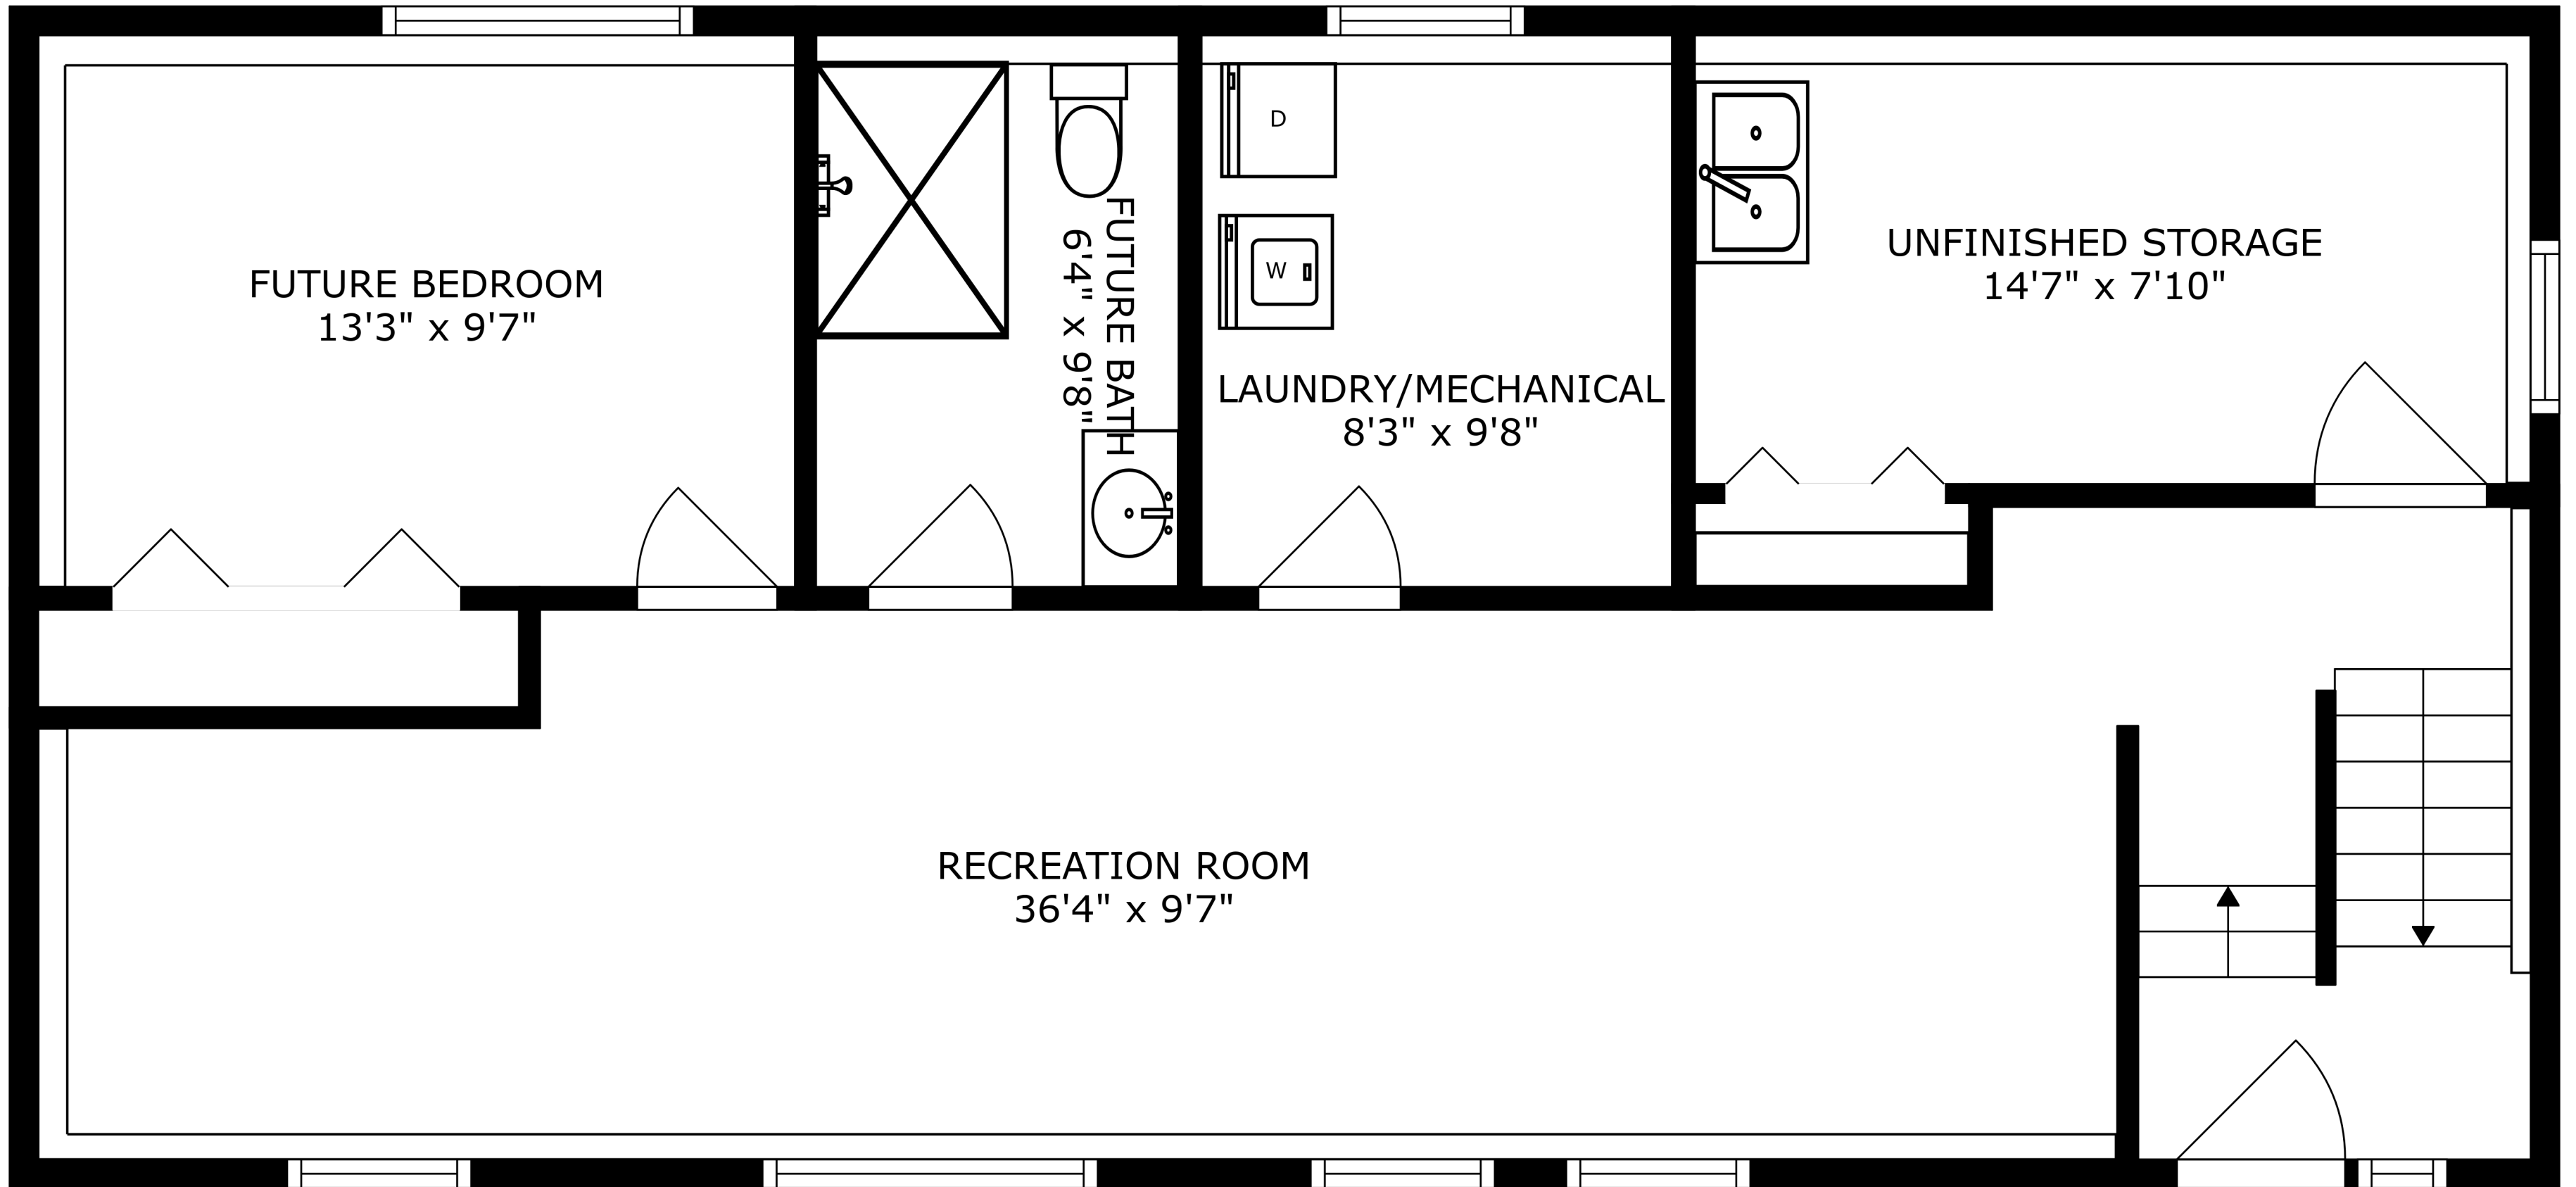 FUTURE BEDROOM
13'3" x 9'7"
FUTURE BATH
6'4" x 9'8"
D
W
LAUNDRY/MECHANICAL
8'3" x 9'8"
UNFINISHED STORAGE
14'7" x 7'10"
RECREATION ROOM
36'4" x 9'7"